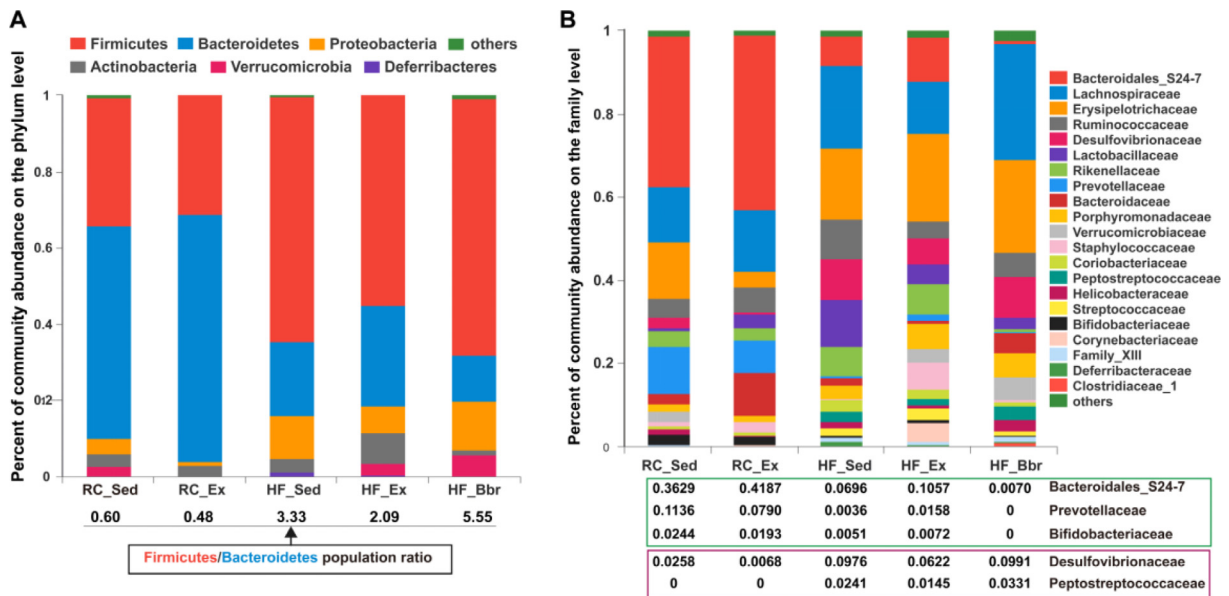 A
Firmicutes Bacteroidetes Proteobacteria others
Actinobacteria Verrucomicrobia Deferribacteres
Percent of community abundance on the phylum level
1
0.8
0.6
0.4
02
0
RC_Sed RC_Ex HF_Sed HF_Ex HF_Bbr
0.60 0.48 3.33 2.09 5.55
Firmicutes/Bacteroidetes population ratio
B
Percent of community abundance on the family level
1
0.8
0.6
0.4
0.2
0
Bacteroidales_S24-7
Lachnospiraceae
Erysipelotrichaceae
Ruminococcaceae
Desulfovibrionaceae
Lactobacillaceae
Rikenellaceae
Prevotellaceae
Bacteroidaceae
Porphyromonadaceae
Verrucomicrobiaceae
Staphylococcaceae
Coriobacteriaceae
Peptostreptococcaceae
Helicobacteraceae
Streptococcaceae
Bifidobacteriaceae
Corynebacteriaceae
Family_XIII
Deferribacteraceae
Clostridiaceae_1
others
RC_Sed RC_Ex HF_Sed HF_Ex HF_Bbr
0.3629 0.4187 0.0696 0.1057 0.0070 Bacteroidales_S24-7
0.1136 0.0790 0.0036 0.0158 0 Prevotellaceae
0.0244 0.0193 0.0051 0.0072 0 Bifidobacteriaceae
0.0258 0.0068 0.0976 0.0622 0.0991 Desulfovibrionaceae
0 0 0.0241 0.0145 0.0331 Peptostreptococcaceae